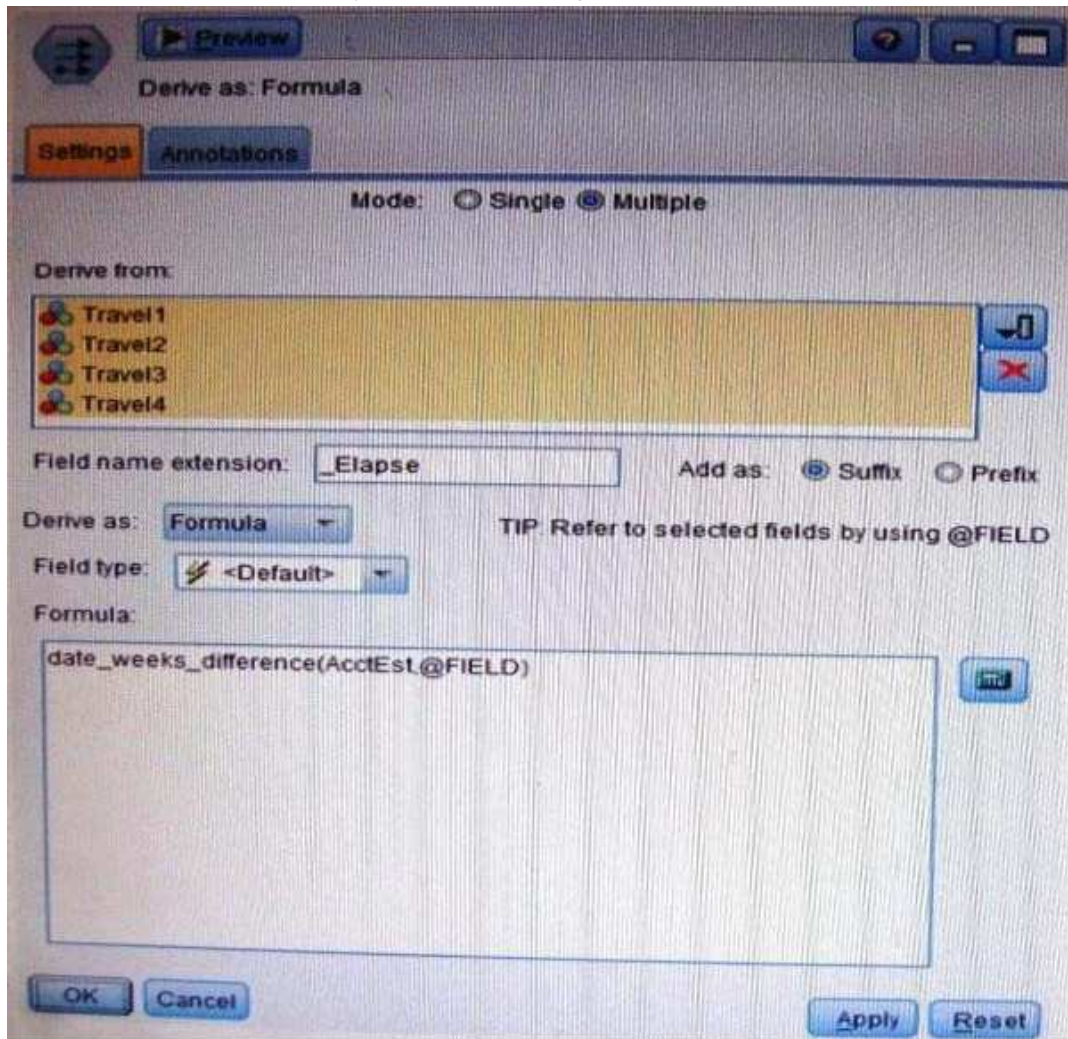 Preview
Derive as: Formula
Settings Annotations
Mode: Single Multiple
Derive from:
Travel1
Travel2
Travel3
Travel4
Field name extension: _Elapse Add as: Suffix Prefix
Derive as: Formula TIP: Refer to selected fields by using @FIELD
Field type: <Default>
Formula:
date_weeks_difference(AcctEst,@FIELD)
OK Cancel Apply Reset